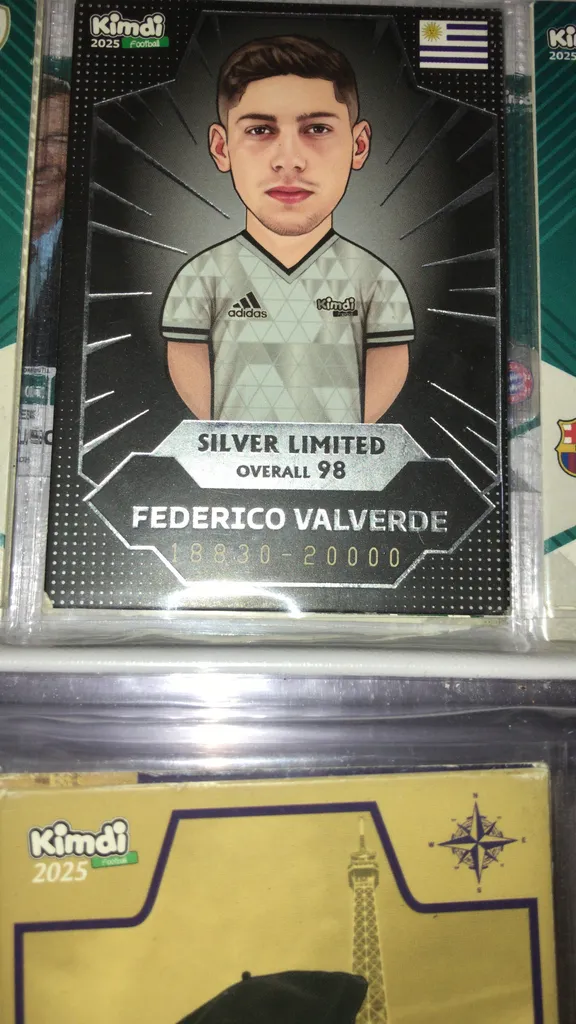 Kimdi
2025 Football
adidas
Kimdi
SILVER LIMITED
OVERALL 98
FEDERICO VALVERDE
18830-20000
Kimdi
Football
2025